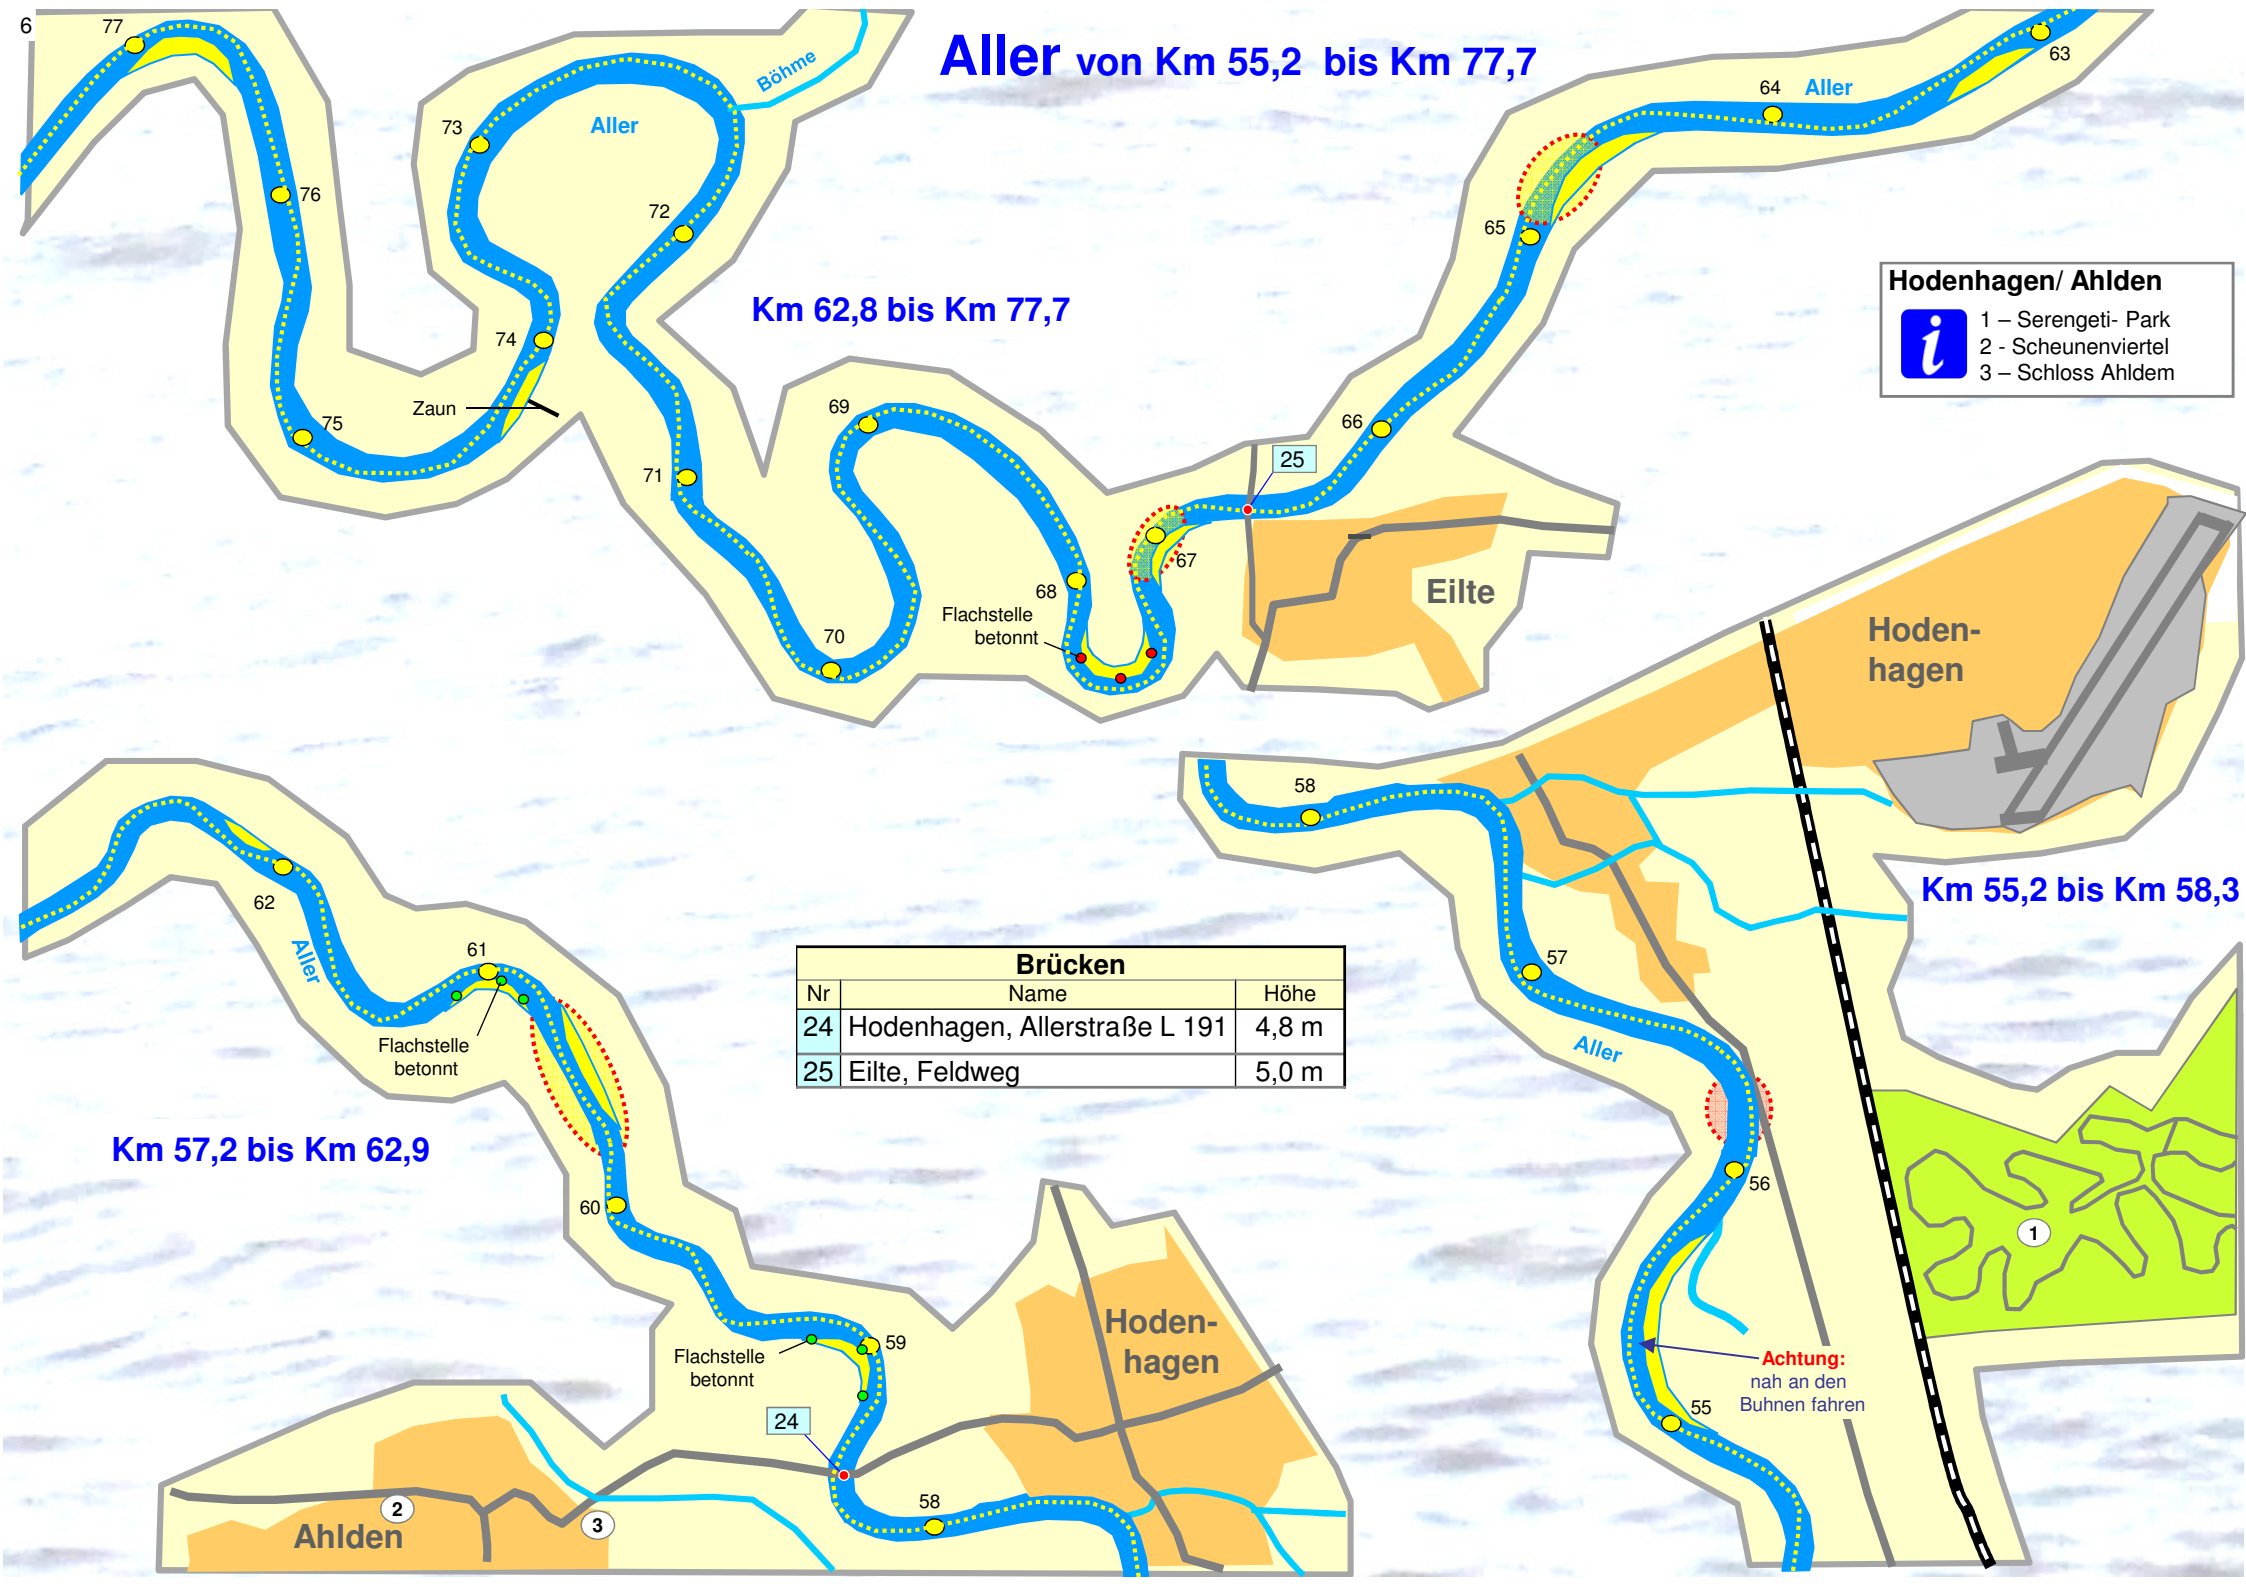 Aller von Km 55,2 bis Km 77,7
6
77
76
75
74
Zaun
73
Aller
Böhme
72
71
70
69
68
Flachstelle
betonnt
67
25
66
65
64
Aller
63
Eilte
Km 62,8 bis Km 77,7
Hodenhagen/ Ahlden
i
1 – Serengeti- Park
2 - Scheunenviertel
3 – Schloss Ahldem
Hoden-
hagen
58
57
Aller
56
55
Achtung:
nah an den
Buhnen fahren
1
Km 55,2 bis Km 58,3
Brücken
Nr Name Höhe
24 Hodenhagen, Allerstraße L 191 4,8 m
25 Eilte, Feldweg 5,0 m
62
Aller
61
Flachstelle
betonnt
Km 57,2 bis Km 62,9
60
59
Flachstelle
betonnt
24
58
Hoden-
hagen
2
3
Ahlden